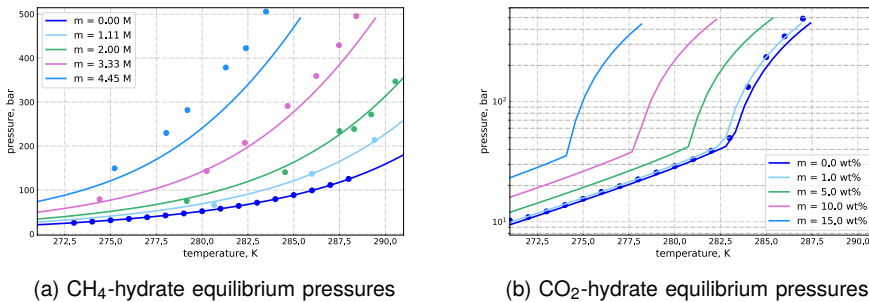 500
400
300
200
100
0
pressure, bar
m = 0.00 M
m = 1.11 M
m = 2.00 M
m = 3.33 M
m = 4.45 M
272,5 275,0 277,5 280,0 282,5 285,0 287,5 290,0
temperature, K
(a) CH₄-hydrate equilibrium pressures
10²
10¹
pressure, bar
m = 0.0 wt%
m = 1.0 wt%
m = 5.0 wt%
m = 10.0 wt%
m = 15.0 wt%
272,5 275,0 277,5 280,0 282,5 285,0 287,5 290,0
temperature, K
(b) CO₂-hydrate equilibrium pressures